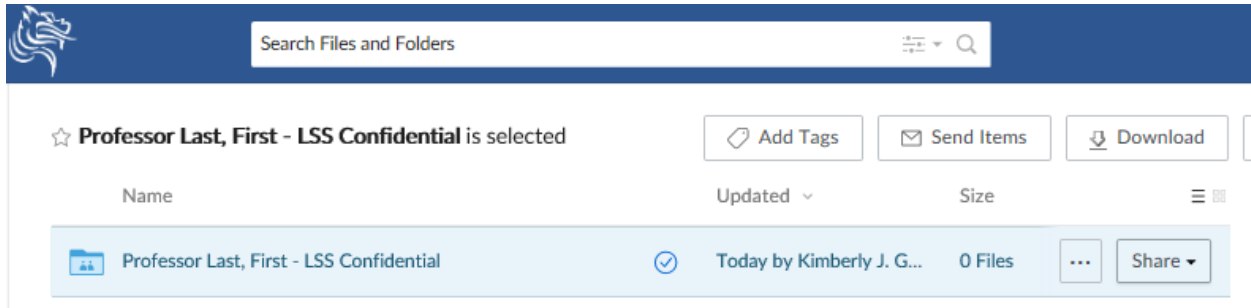 Search Files and Folders
Professor Last, First - LSS Confidential is selected
Add Tags
Send Items
Download
Name
Updated
Size
Professor Last, First - LSS Confidential
Today by Kimberly J. G...
0 Files
...
Share